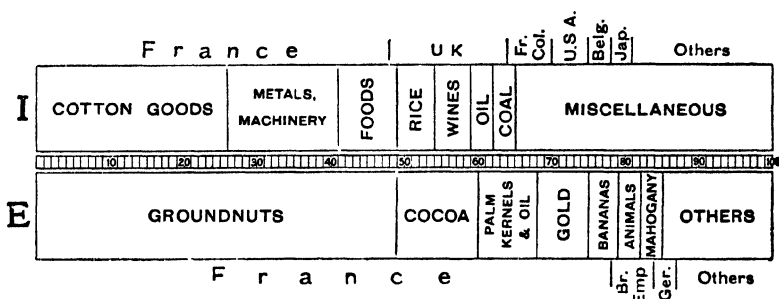 France UK Fr. Col. U.S.A. Belg. Jap. Others
I COTTON GOODS METALS, MACHINERY FOODS RICE WINES OIL COAL MISCELLANEOUS
10 20 30 40 50 60 70 80 90 100
E GROUNDNUTS COCOA PALM KERNELS & OIL GOLD BANANAS ANIMALS MAHOGANY OTHERS
France Br. Emp Ger. Others